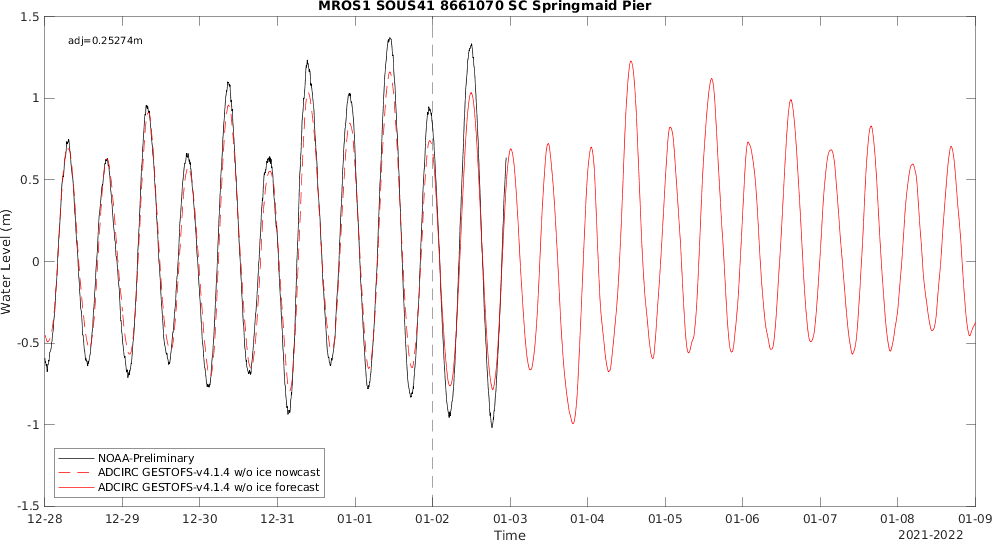 MROS1 SOUS41 8661070 SC Springmaid Pier
adj=0.25274m
1.5
1
0.5
0
-0.5
-1
-1.5
Water Level (m)
NOAA-Preliminary
ADCIRC GESTOFS-v4.1.4 w/o ice nowcast
ADCIRC GESTOFS-v4.1.4 w/o ice forecast
12-28 12-29 12-30 12-31 01-01 01-02 01-03 01-04 01-05 01-06 01-07 01-08 01-09
Time
2021-2022